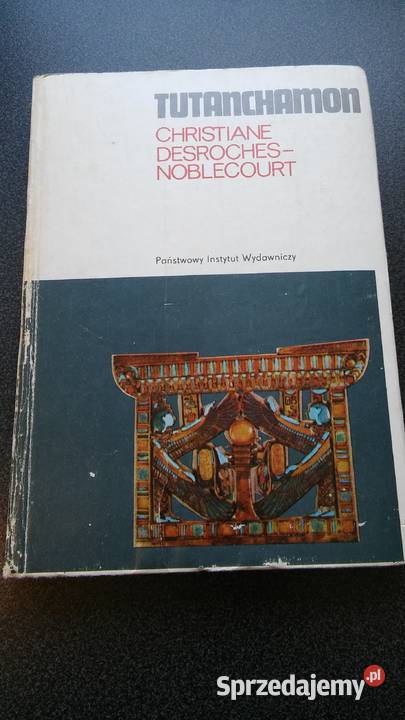 TUTANCHAMON
CHRISTIANE
DESROCHES-
NOBLECOURT
Państwowy Instytut Wydawniczy
Sprzedajemy.pl